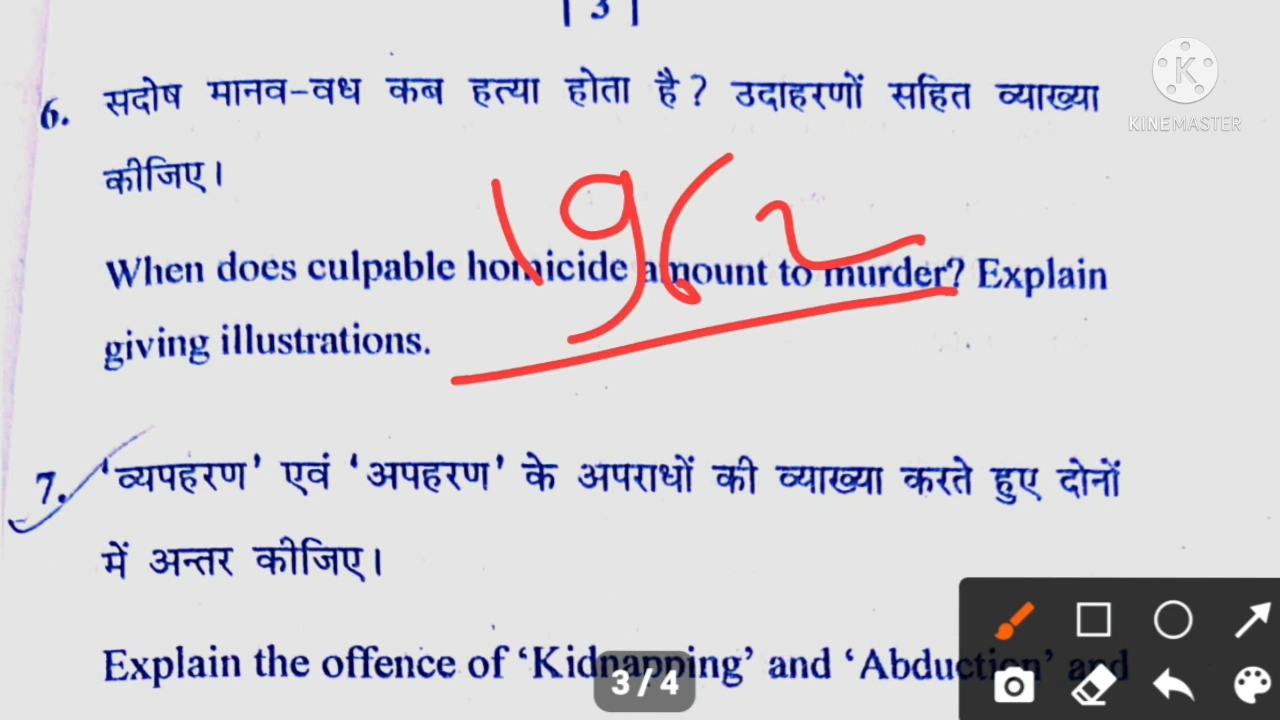 [ 3 ]
6. सदोष मानव-वध कब हत्या होता है? उदाहरणों सहित व्याख्या
कीजिए।
KINEMASTER
1962
When does culpable homicide amount to murder? Explain
giving illustrations.
7. 'व्यपहरण' एवं 'अपहरण' के अपराधों की व्याख्या करते हुए दोनों
में अन्तर कीजिए।
Explain the offence of 'Kidnapping' and 'Abduction' and
3/4